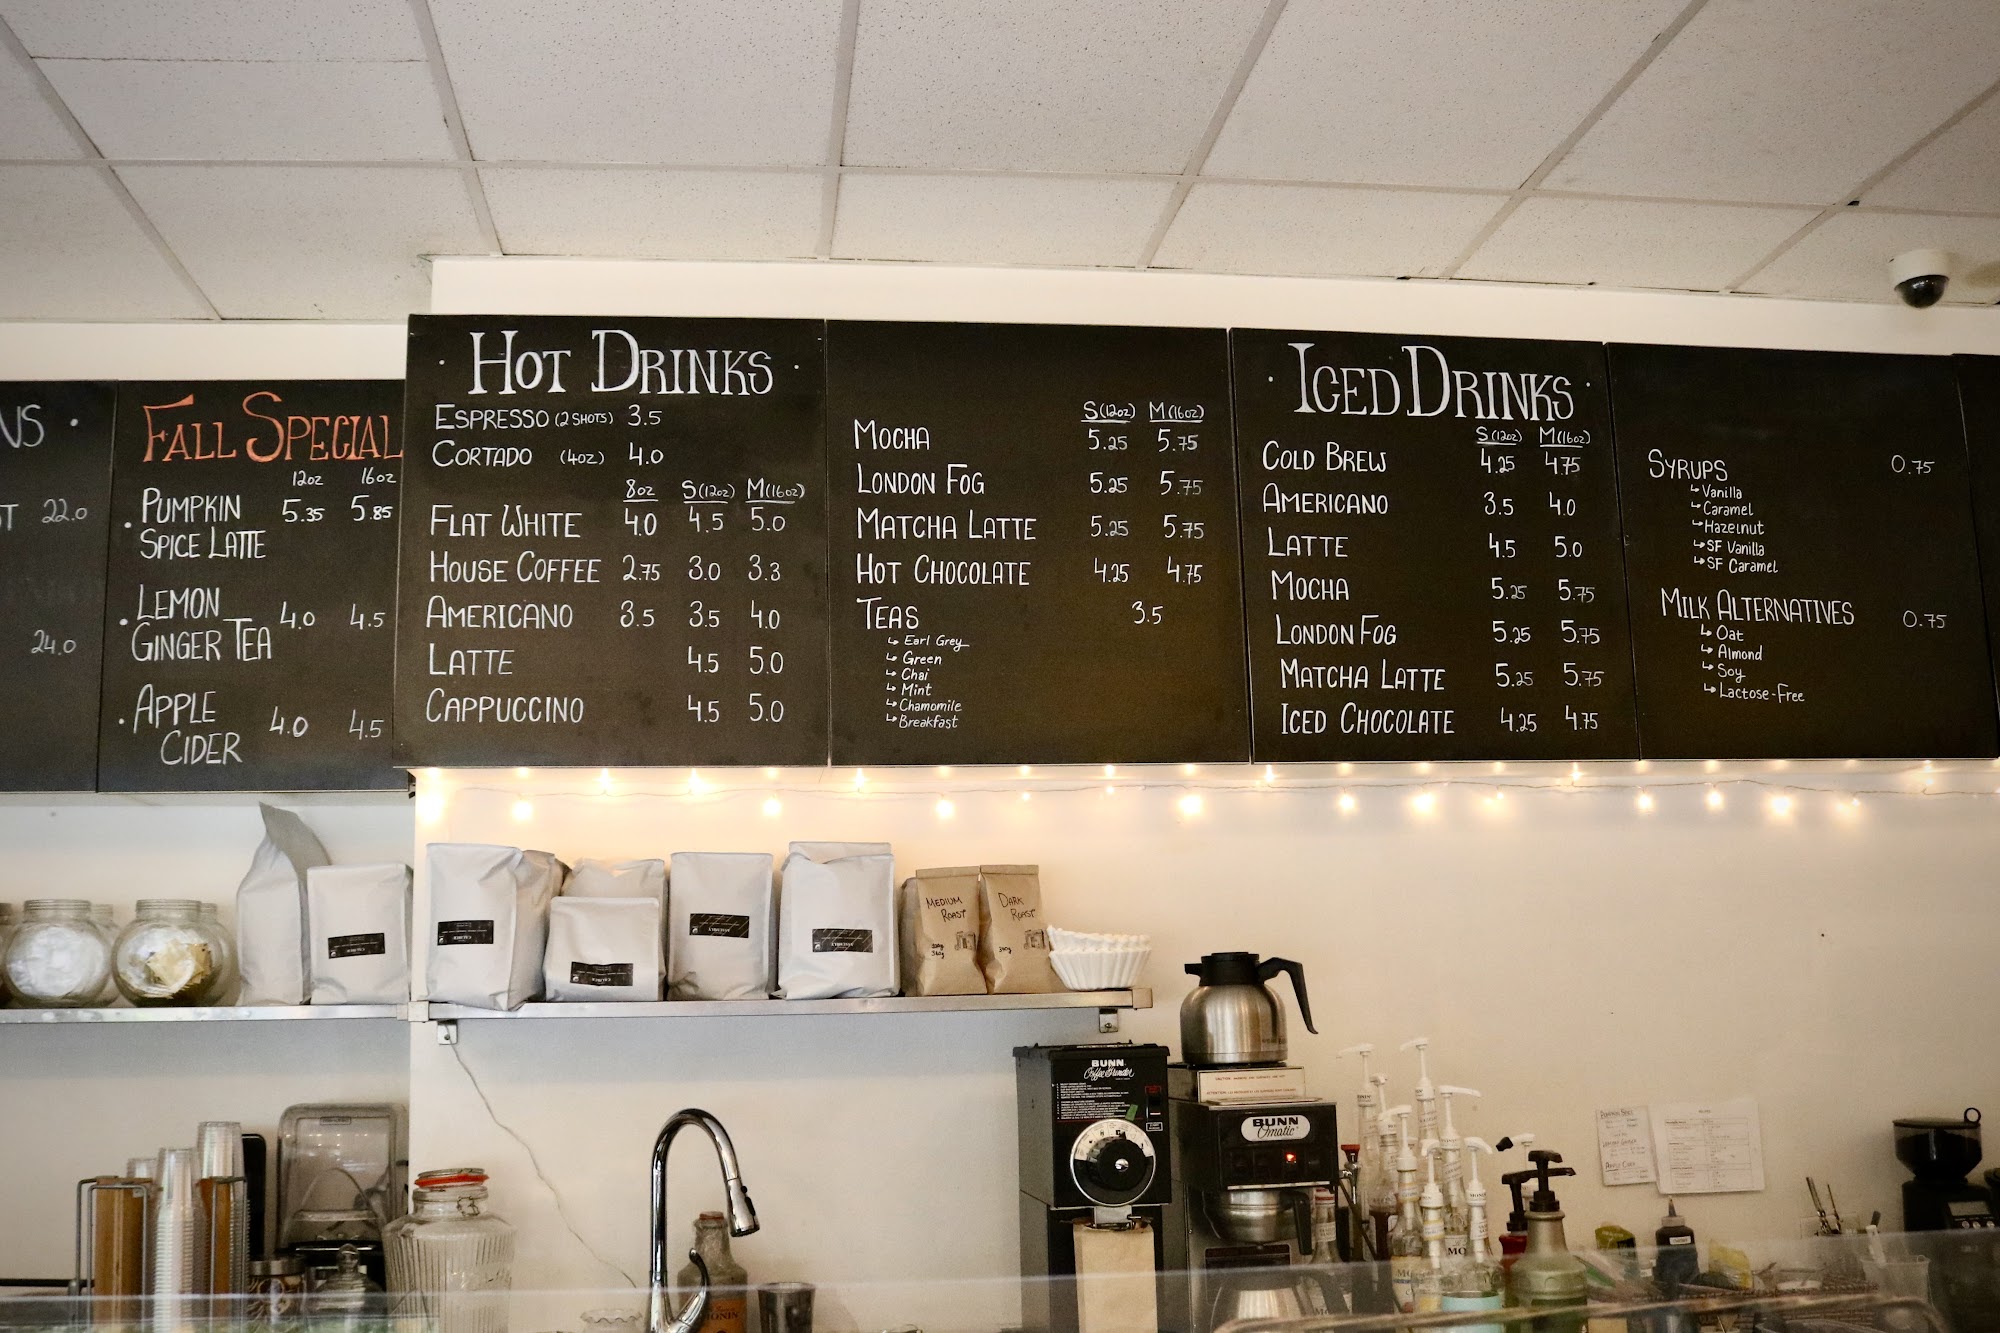 NS •
T 22.0
24.0
FALL SPECIAL
12oz 16oz
• PUMPKIN 5.35 5.85
SPICE LATTE
• LEMON 4.0 4.5
GINGER TEA
• APPLE 4.0 4.5
CIDER
• HOT DRINKS •
ESPRESSO (2 SHOTS) 3.5
CORTADO (4oz) 4.0
8oz S(12oz) M(16oz)
FLAT WHITE 4.0 4.5 5.0
HOUSE COFFEE 2.75 3.0 3.3
AMERICANO 3.5 3.5 4.0
LATTE 4.5 5.0
CAPPUCCINO 4.5 5.0
S(12oz) M(16oz)
MOCHA 5.25 5.75
LONDON FOG 5.25 5.75
MATCHA LATTE 5.25 5.75
HOT CHOCOLATE 4.25 4.75
TEAS 3.5
↳ Earl Grey
↳ Green
↳ Chai
↳ Mint
↳ Chamomile
↳ Breakfast
• ICED DRINKS •
S(12oz) M(16oz)
COLD BREW 4.25 4.75
AMERICANO 3.5 4.0
LATTE 4.5 5.0
MOCHA 5.25 5.75
LONDON FOG 5.25 5.75
MATCHA LATTE 5.25 5.75
ICED CHOCOLATE 4.25 4.75
SYRUPS 0.75
↳ Vanilla
↳ Caramel
↳ Hazelnut
↳ SF Vanilla
↳ SF Caramel
MILK ALTERNATIVES 0.75
↳ Oat
↳ Almond
↳ Soy
↳ Lactose-Free
MEDIUM
ROAST
DARK
ROAST
340g
BUNN
Coffee Grinder
BUNN
Omatic
MONIN